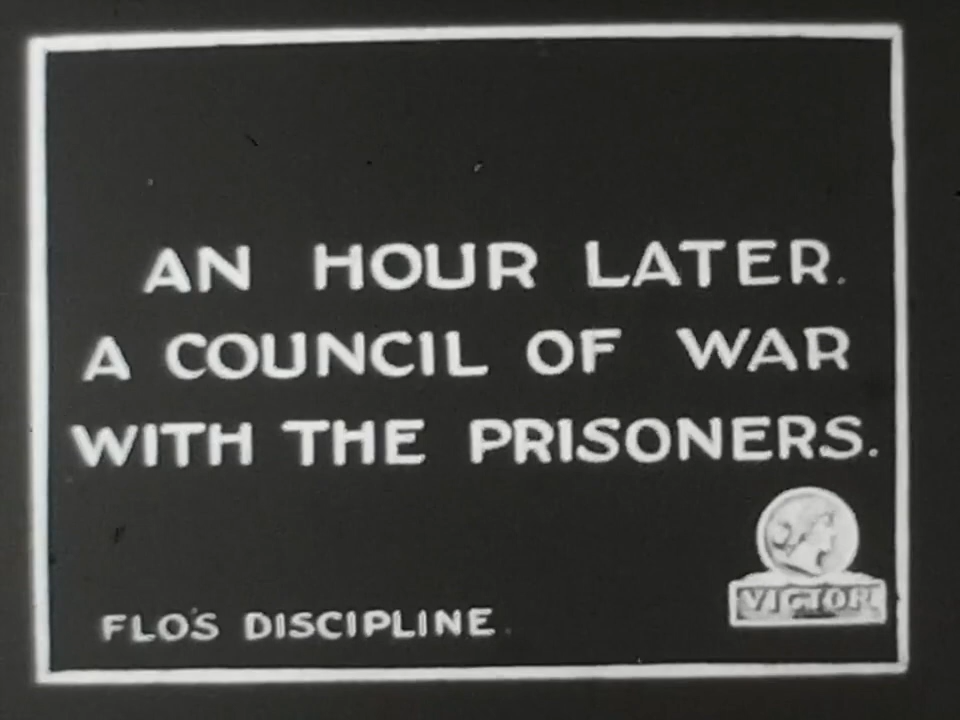 AN HOUR LATER.
A COUNCIL OF WAR
WITH THE PRISONERS.
VICTOR
FLO'S DISCIPLINE.